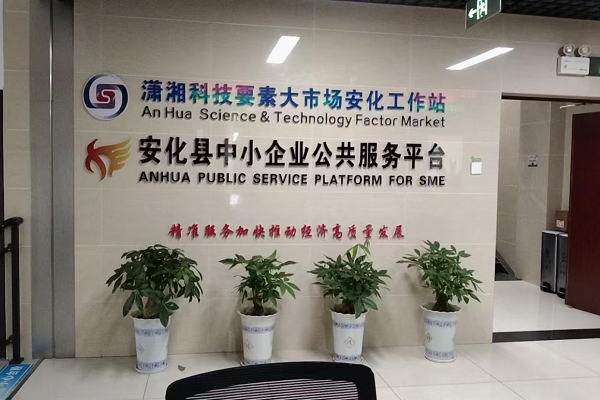 潇湘科技要素大市场安化工作站
An Hua Science & Technology Factor Market
安化县中小企业公共服务平台
ANHUA PUBLIC SERVICE PLATFORM FOR SME
精准服务加快推动经济高质量发展